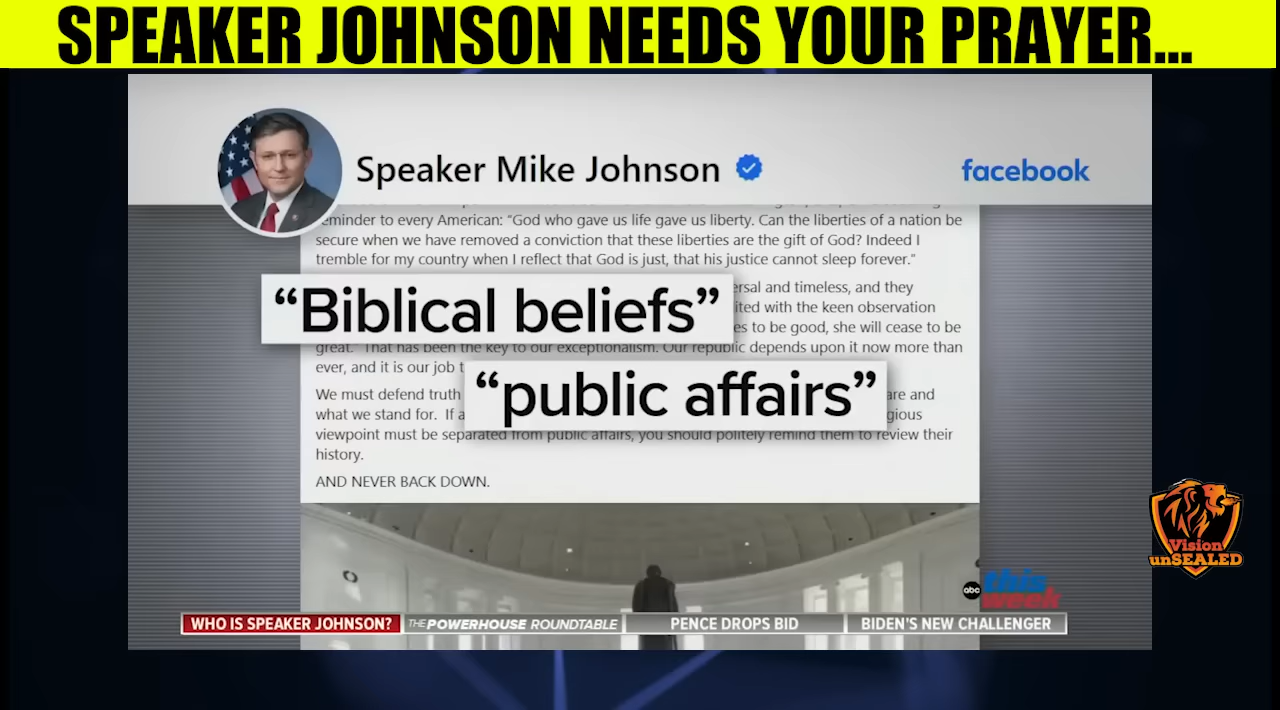 SPEAKER JOHNSON NEEDS YOUR PRAYER...
Speaker Mike Johnson
facebook
reminder to every American: “God who gave us life gave us liberty. Can the liberties of a nation be
secure when we have removed a conviction that these liberties are the gift of God? Indeed I
tremble for my country when I reflect that God is just, that his justice cannot sleep forever.”
“Biblical beliefs”
and timeless, and they
with the keen observation
to be good, she will cease to be
great.” That has been the key to our exceptionalism. Our republic depends upon it now more than
ever, and it is our job
“public affairs”
We must defend truth
and
what we stand for. If
viewpoint must be separated from public affairs, you should politely remind them to review their
history.
AND NEVER BACK DOWN.
Vision
unSEALED
abc
this
week
WHO IS SPEAKER JOHNSON?
THE POWERHOUSE ROUNDTABLE
PENCE DROPS BID
BIDEN'S NEW CHALLENGER